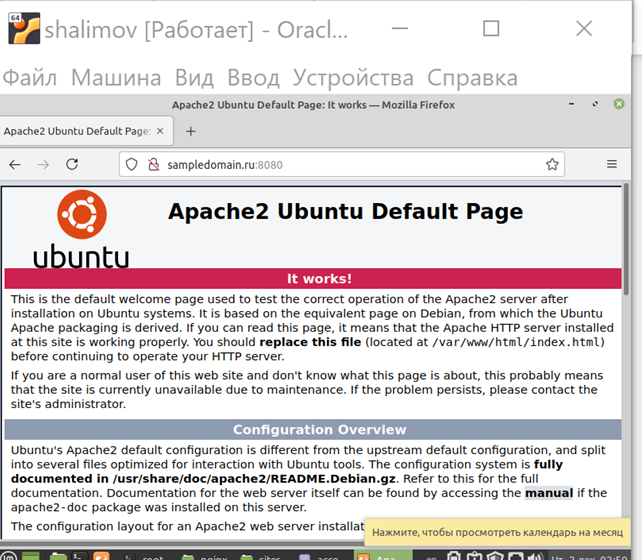 64
shalimov [Работает] - Oracl...
Файл Машина Вид Ввод Устройства Справка
Apache2 Ubuntu Default Page: It works — Mozilla Firefox
Apache2 Ubuntu Default Page:
sampledomain.ru:8080
Apache2 Ubuntu Default Page
ubuntu
It works!
This is the default welcome page used to test the correct operation of the Apache2 server after
installation on Ubuntu systems. It is based on the equivalent page on Debian, from which the Ubuntu
Apache packaging is derived. If you can read this page, it means that the Apache HTTP server installed
at this site is working properly. You should replace this file (located at /var/www/html/index.html)
before continuing to operate your HTTP server.
If you are a normal user of this web site and don't know what this page is about, this probably means
that the site is currently unavailable due to maintenance. If the problem persists, please contact the
site's administrator.
Configuration Overview
Ubuntu's Apache2 default configuration is different from the upstream default configuration, and split
into several files optimized for interaction with Ubuntu tools. The configuration system is fully
documented in /usr/share/doc/apache2/README.Debian.gz. Refer to this for the full
documentation. Documentation for the web server itself can be found by accessing the manual if the
apache2-doc package was installed on this server.
The configuration layout for an Apache2 web server installat
Нажмите, чтобы просмотреть календарь на месяц